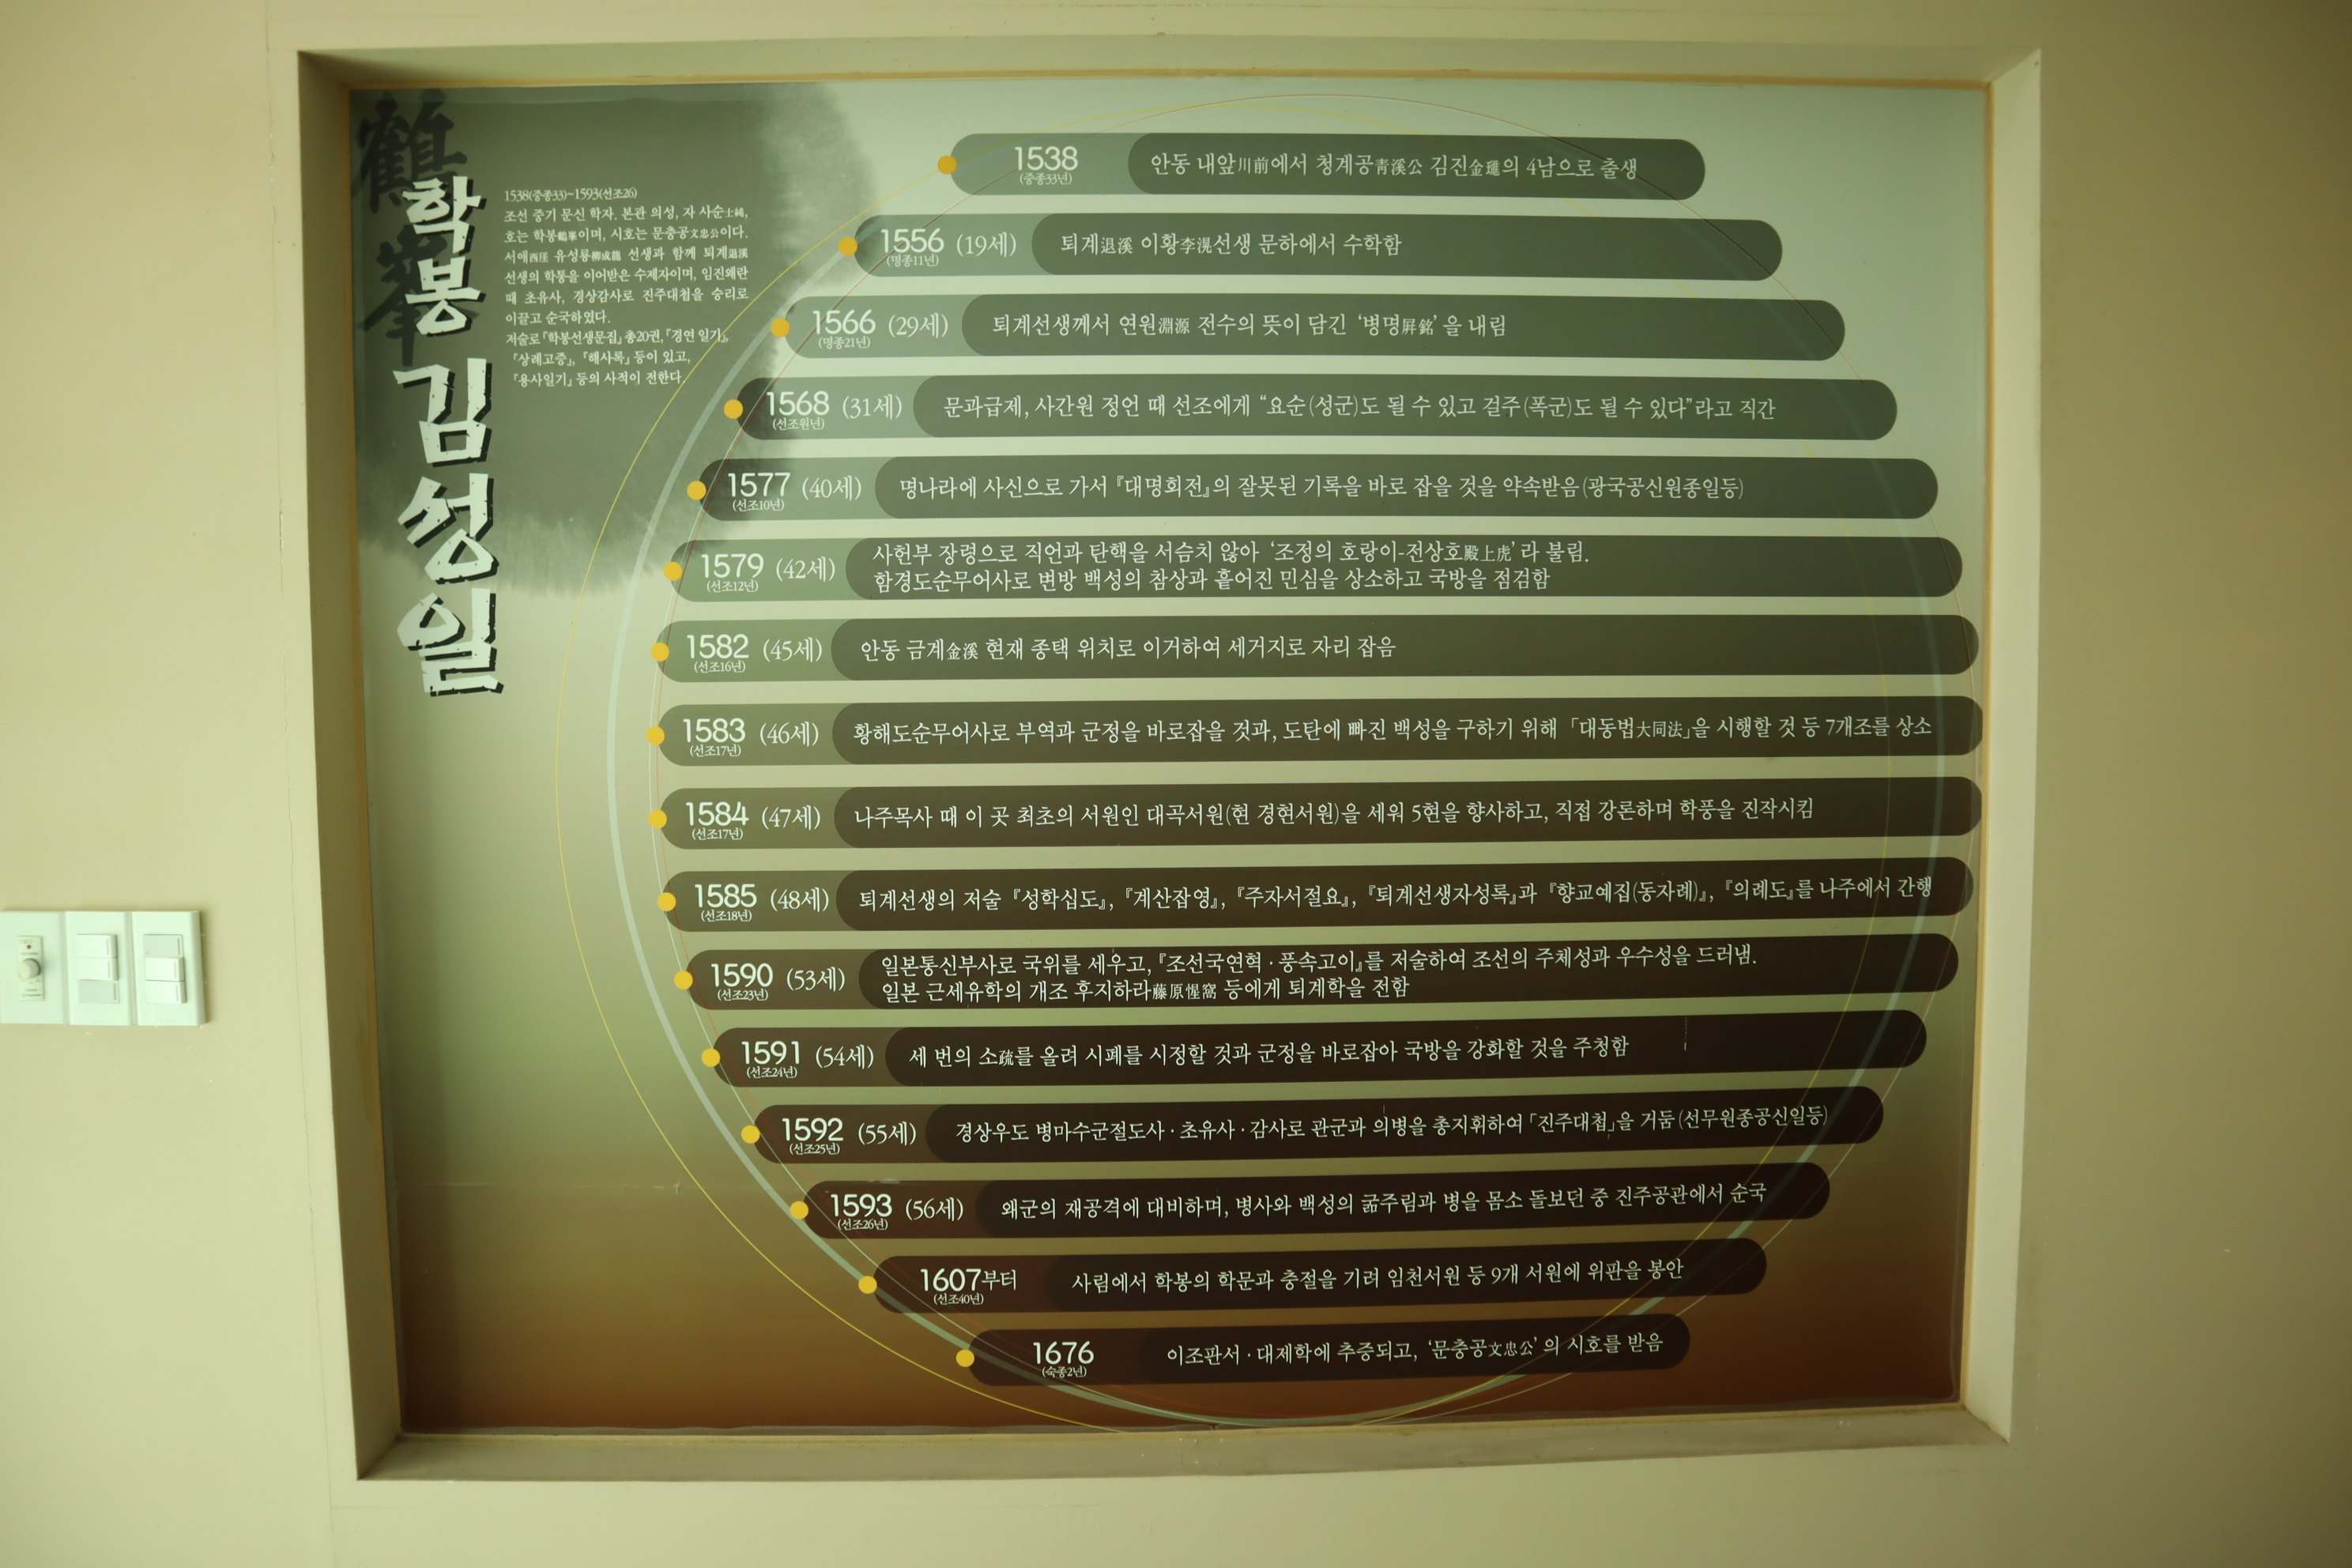 鶴峯
학봉 김성일
1538(중종33)~1593(선조26)
조선 중기 문신 학자. 본관 의성, 자 사순士純,
호는 학봉鶴峯이며, 시호는 문충공文忠公이다.
서애西厓 유성룡柳成龍 선생과 함께 퇴계退溪
선생의 학통을 이어받은 수제자이며, 임진왜란
때 초유사, 경상감사로 진주대첩을 승리로
이끌고 순국하였다.
저술로 『학봉선생문집』 총20권, 『경연 일기』,
『상례고증』, 『해사록』 등이 있고,
『용사일기』 등의 사적이 전한다.
1538 안동 내앞川前에서 청계공靑溪公 김진金璡의 4남으로 출생
(중종33년)
1556 (19세) 퇴계退溪 이황李滉선생 문하에서 수학함
(명종11년)
1566 (29세) 퇴계선생께서 연원淵源 전수의 뜻이 담긴 ‘병명屛銘’ 을 내림
(명종21년)
1568 (31세) 문과급제, 사간원 정언 때 선조에게 “요순(성군)도 될 수 있고 걸주(폭군)도 될 수 있다”라고 직간
(선조원년)
1577 (40세) 명나라에 사신으로 가서 『대명회전』의 잘못된 기록을 바로 잡을 것을 약속받음(광국공신원종일등)
(선조10년)
1579 (42세) 사헌부 장령으로 직언과 탄핵을 서슴치 않아 ‘조정의 호랑이-전상호殿上虎’ 라 불림.
(선조12년) 함경도순무어사로 변방 백성의 참상과 흩어진 민심을 상소하고 국방을 점검함
1582 (45세) 안동 금계金溪 현재 종택 위치로 이거하여 세거지로 자리 잡음
(선조16년)
1583 (46세) 황해도순무어사로 부역과 군정을 바로잡을 것과, 도탄에 빠진 백성을 구하기 위해 「대동법大同法」을 시행할 것 등 7개조를 상소
(선조17년)
1584 (47세) 나주목사 때 이 곳 최초의 서원인 대곡서원(현 경현서원)을 세워 5현을 향사하고, 직접 강론하며 학풍을 진작시킴
(선조17년)
1585 (48세) 퇴계선생의 저술 『성학십도』, 『계산잡영』, 『주자서절요』, 『퇴계선생자성록』과 『향교예집(동자례)』, 『의례도』를 나주에서 간행
(선조18년)
1590 (53세) 일본통신부사로 국위를 세우고, 『조선국연혁·풍속고이』를 저술하여 조선의 주체성과 우수성을 드러냄.
(선조23년) 일본 근세유학의 개조 후지하라藤原惺窩 등에게 퇴계학을 전함
1591 (54세) 세 번의 소疏를 올려 시폐를 시정할 것과 군정을 바로잡아 국방을 강화할 것을 주청함
(선조24년)
1592 (55세) 경상우도 병마수군절도사·초유사·감사로 관군과 의병을 총지휘하여 「진주대첩」을 거둠 (선무원종공신일등)
(선조25년)
1593 (56세) 왜군의 재공격에 대비하며, 병사와 백성의 굶주림과 병을 몸소 돌보던 중 진주공관에서 순국
(선조26년)
1607부터 사림에서 학봉의 학문과 충절을 기려 임천서원 등 9개 서원에 위판을 봉안
(선조40년)
1676 이조판서·대제학에 추증되고, ‘문충공文忠公’ 의 시호를 받음
(숙종2년)